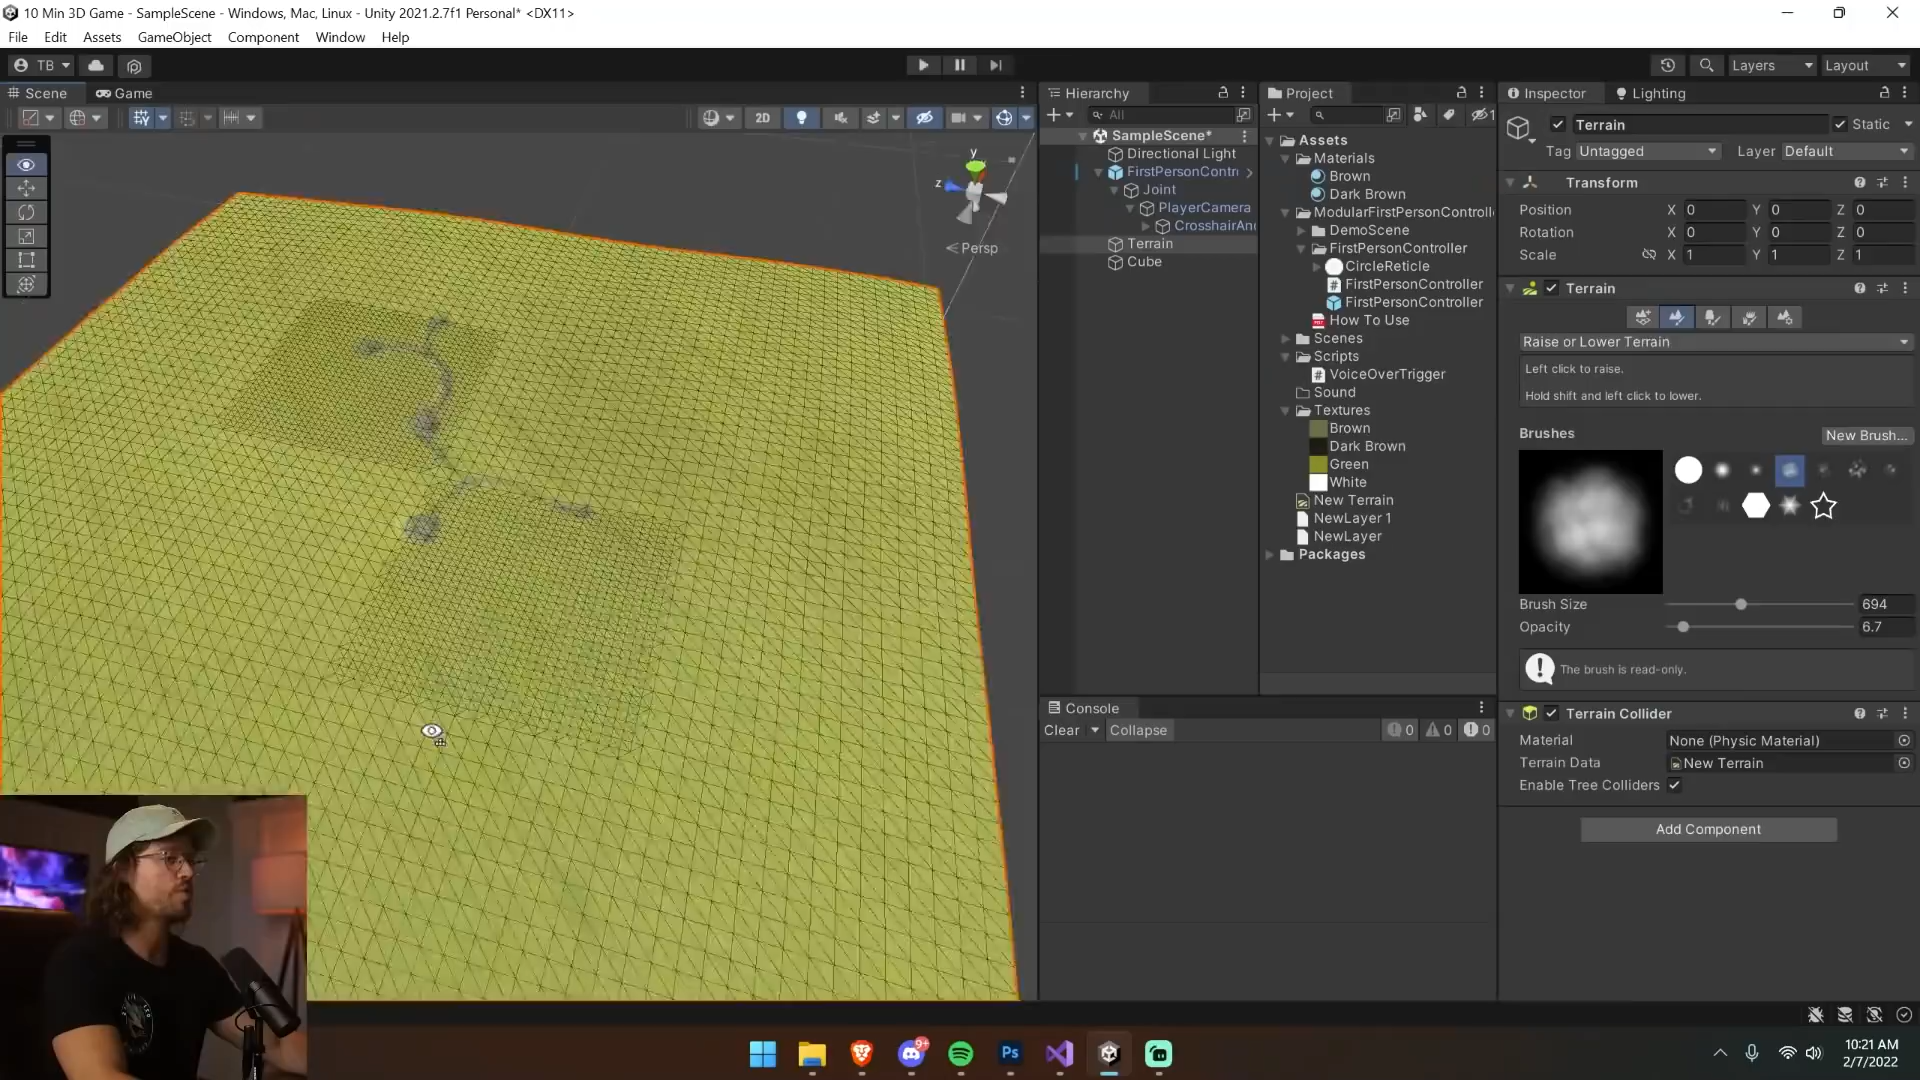 10 Min 3D Game - SampleScene - Windows, Mac, Linux - Unity 2021.2.7f1 Personal* <DX11>
File Edit Assets GameObject Component Window Help
TB Layers Layout
Scene Game
2D
Persp
y
z
Hierarchy
All
SampleScene*
Directional Light
FirstPersonContr
Joint
PlayerCamera
CrosshairAn
Terrain
Cube
Project
1
Assets
Materials
Brown
Dark Brown
ModularFirstPersonControll
DemoScene
FirstPersonController
CircleReticle
FirstPersonController
FirstPersonController
How To Use
Scenes
Scripts
VoiceOverTrigger
Sound
Textures
Brown
Dark Brown
Green
White
New Terrain
NewLayer 1
NewLayer
Packages
Console
Clear Collapse 0 0 0
Inspector Lighting
Terrain Static
Tag Untagged Layer Default
Transform
Position X 0 Y 0 Z 0
Rotation X 0 Y 0 Z 0
Scale X 1 Y 1 Z 1
Terrain
Raise or Lower Terrain
Left click to raise.
Hold shift and left click to lower.
Brushes New Brush...
Brush Size 694
Opacity 6.7
The brush is read-only.
Terrain Collider
Material None (Physic Material)
Terrain Data New Terrain
Enable Tree Colliders
Add Component
9+
Ps
10:21 AM
2/7/2022